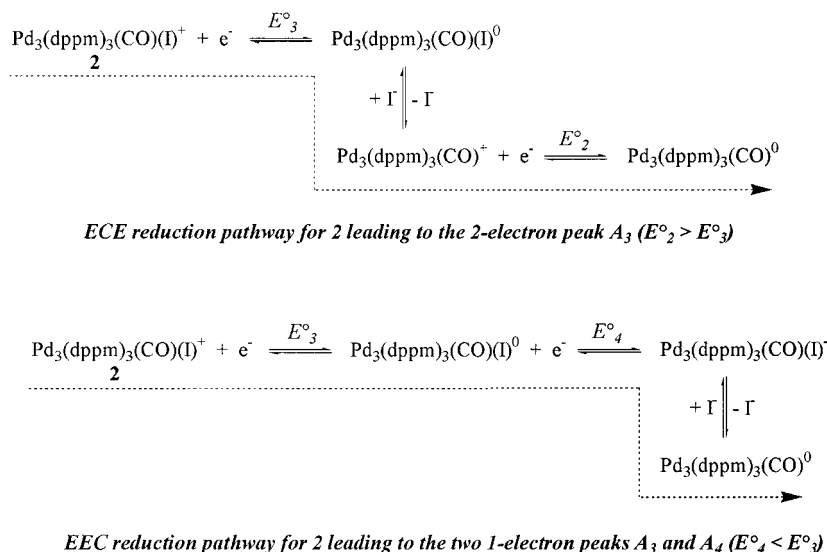 Pd₃(dppm)₃(CO)(I)⁺ + e⁻ E°₃ Pd₃(dppm)₃(CO)(I)⁰
2
+ I⁻ - I⁻
Pd₃(dppm)₃(CO)⁺ + e⁻ E°₂ Pd₃(dppm)₃(CO)⁰
ECE reduction pathway for 2 leading to the 2-electron peak A₃ (E°₂ > E°₃)
Pd₃(dppm)₃(CO)(I)⁺ + e⁻ E°₃ Pd₃(dppm)₃(CO)(I)⁰ + e⁻ E°₄ Pd₃(dppm)₃(CO)(I)⁻
2
+ I⁻ - I⁻
Pd₃(dppm)₃(CO)⁰
EEC reduction pathway for 2 leading to the two 1-electron peaks A₃ and A₄ (E°₄ < E°₃)